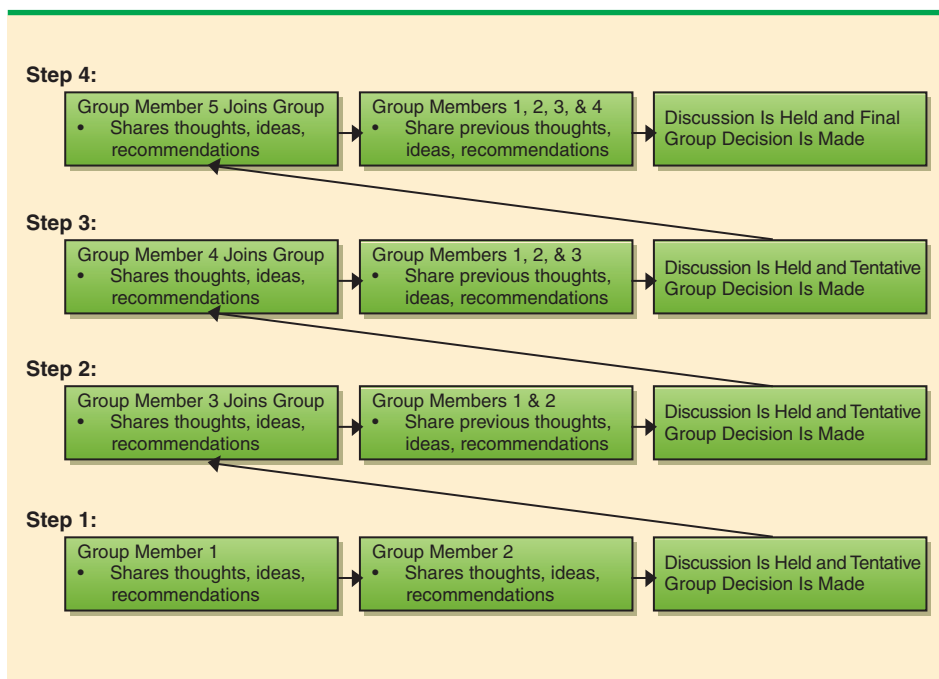 Step 4:
Group Member 5 Joins Group
• Shares thoughts, ideas,
recommendations
Group Members 1, 2, 3, & 4
• Share previous thoughts,
ideas, recommendations
Discussion Is Held and Final
Group Decision Is Made
Step 3:
Group Member 4 Joins Group
• Shares thoughts, ideas,
recommendations
Group Members 1, 2, & 3
• Share previous thoughts,
ideas, recommendations
Discussion Is Held and Tentative
Group Decision Is Made
Step 2:
Group Member 3 Joins Group
• Shares thoughts, ideas,
recommendations
Group Members 1 & 2
• Share previous thoughts,
ideas, recommendations
Discussion Is Held and Tentative
Group Decision Is Made
Step 1:
Group Member 1
• Shares thoughts, ideas,
recommendations
Group Member 2
• Shares thoughts, ideas,
recommendations
Discussion Is Held and Tentative
Group Decision Is Made